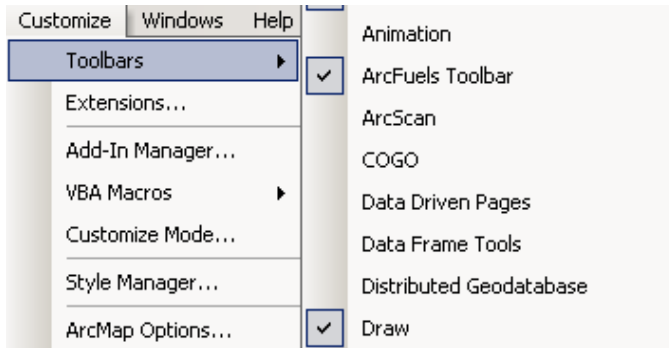 Customize Windows Help
Toolbars
Extensions...
Add-In Manager...
VBA Macros
Customize Mode...
Style Manager...
ArcMap Options...
Animation
ArcFuels Toolbar
ArcScan
COGO
Data Driven Pages
Data Frame Tools
Distributed Geodatabase
Draw